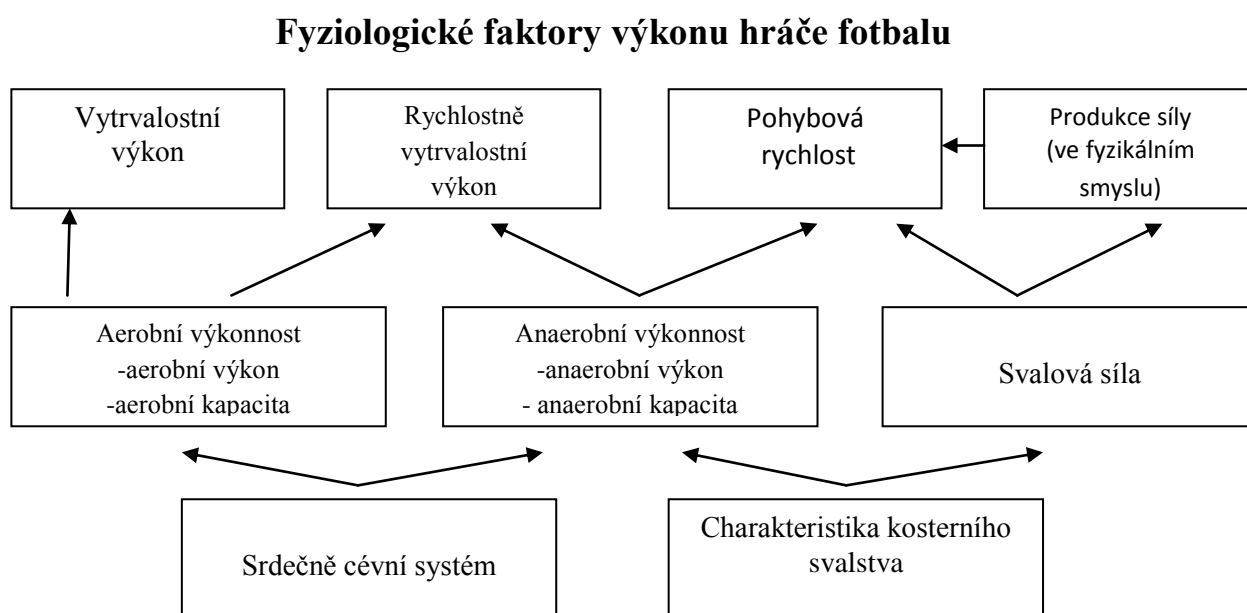 Fyziologické faktory výkonu hráče fotbalu
Vytrvalostní
výkon
Rychlostně
vytrvalostní
výkon
Pohybová
rychlost
Produkce síly
(ve fyzikálním
smyslu)
Aerobní výkonnost
-aerobní výkon
-aerobní kapacita
Anaerobní výkonnost
-anaerobní výkon
- anaerobní kapacita
Svalová síla
Srdečně cévní systém
Charakteristika kosterního
svalstva